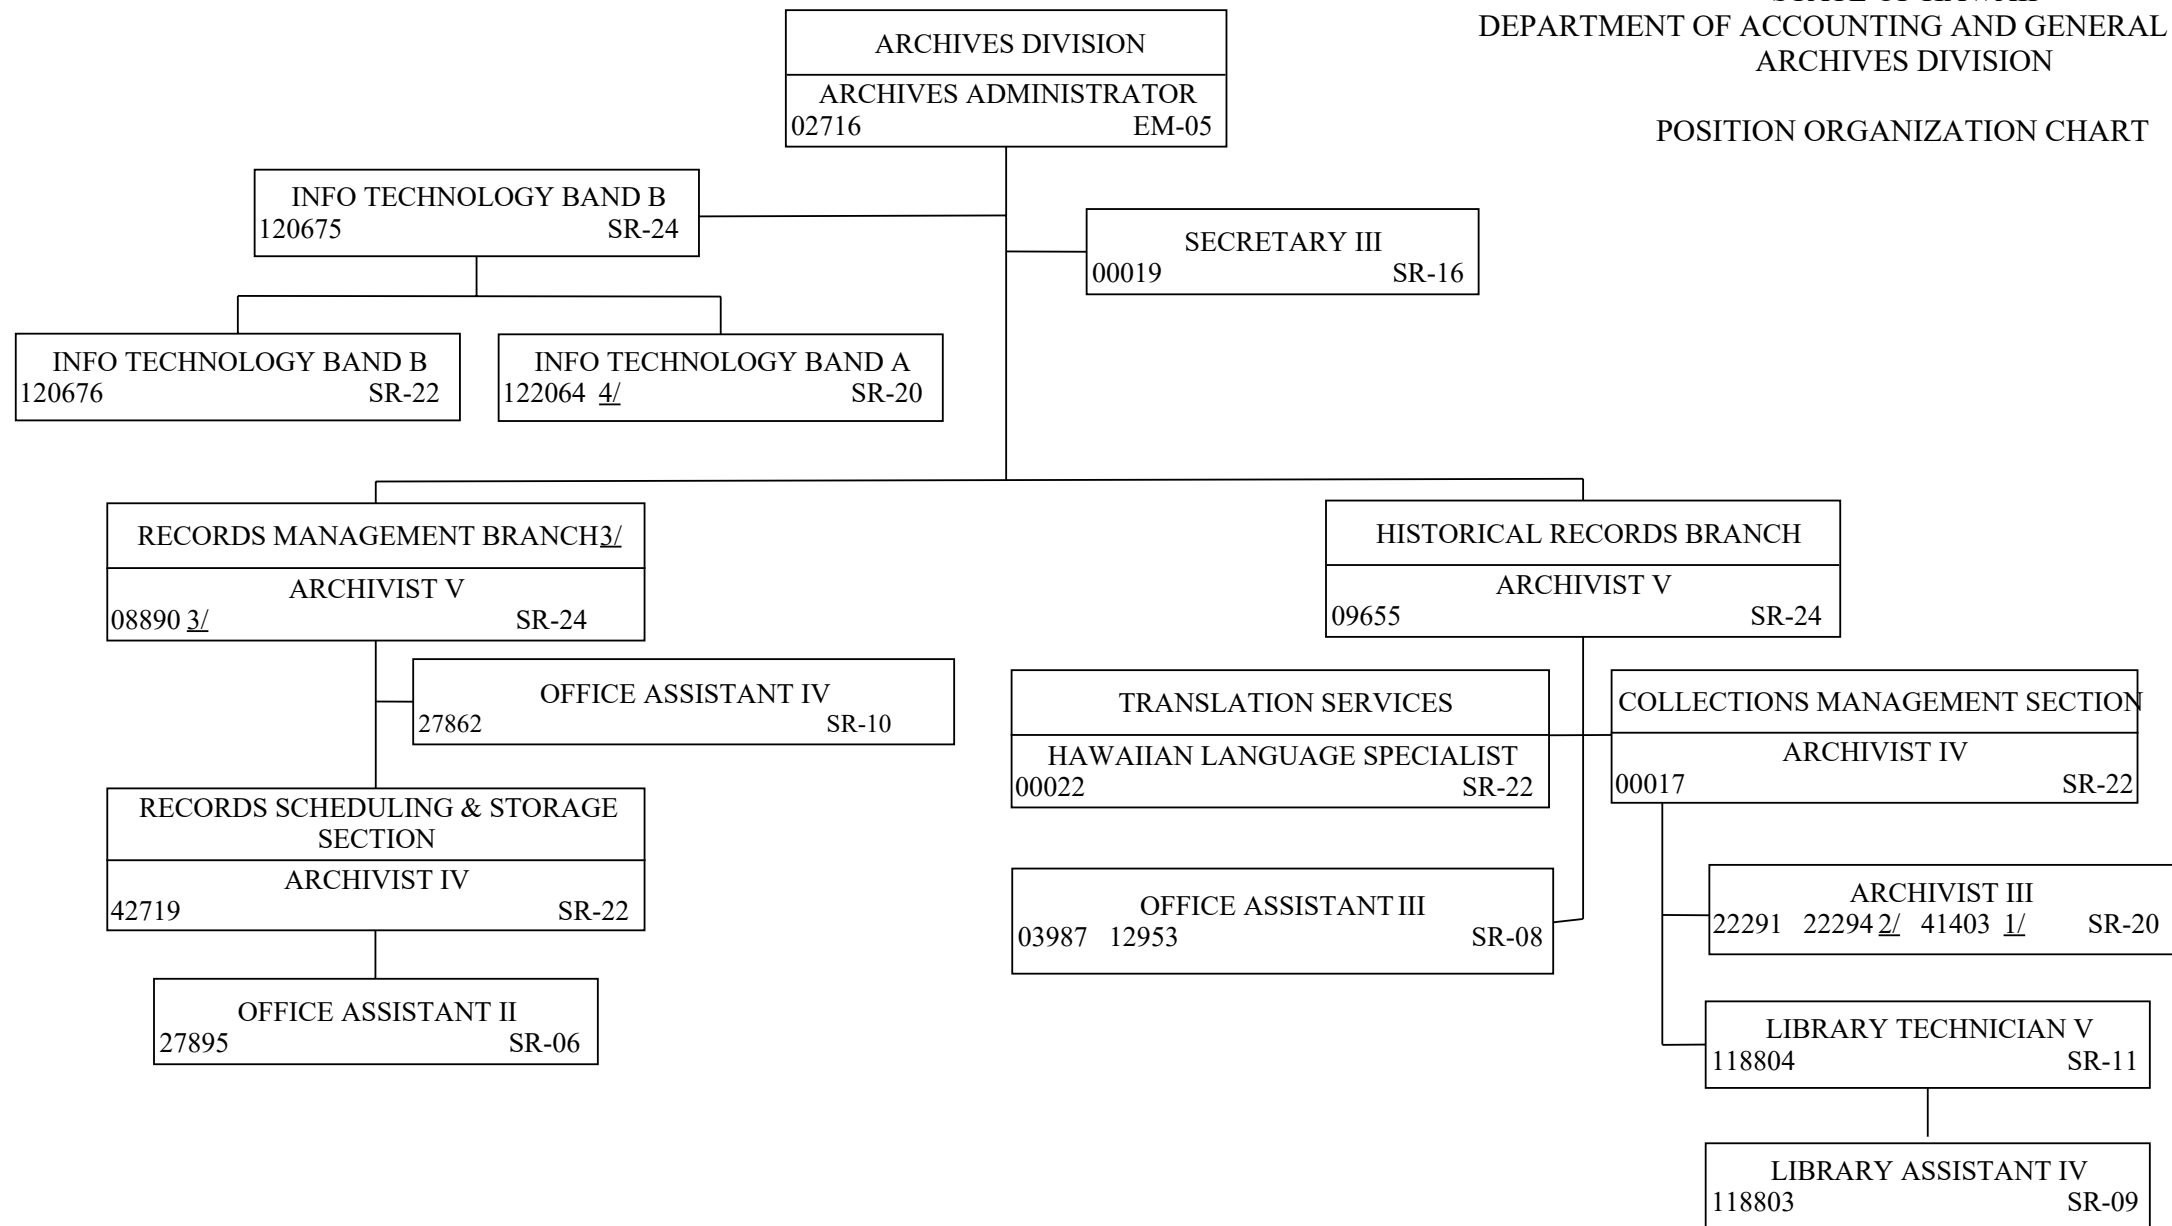 DEPARTMENT OF ACCOUNTING AND GENERAL
ARCHIVES DIVISION
POSITION ORGANIZATION CHART
ARCHIVES DIVISION
ARCHIVES ADMINISTRATOR
02716 EM-05
INFO TECHNOLOGY BAND B
120675 SR-24
SECRETARY III
00019 SR-16
INFO TECHNOLOGY BAND B
120676 SR-22
INFO TECHNOLOGY BAND A
122064 4/ SR-20
RECORDS MANAGEMENT BRANCH3/
ARCHIVIST V
08890 3/ SR-24
OFFICE ASSISTANT IV
27862 SR-10
RECORDS SCHEDULING & STORAGE
SECTION
ARCHIVIST IV
42719 SR-22
OFFICE ASSISTANT II
27895 SR-06
HISTORICAL RECORDS BRANCH
ARCHIVIST V
09655 SR-24
TRANSLATION SERVICES
HAWAIIAN LANGUAGE SPECIALIST
00022 SR-22
OFFICE ASSISTANT III
03987 12953 SR-08
COLLECTIONS MANAGEMENT SECTION
ARCHIVIST IV
00017 SR-22
ARCHIVIST III
22291 22294 2/ 41403 1/ SR-20
LIBRARY TECHNICIAN V
118804 SR-11
LIBRARY ASSISTANT IV
118803 SR-09